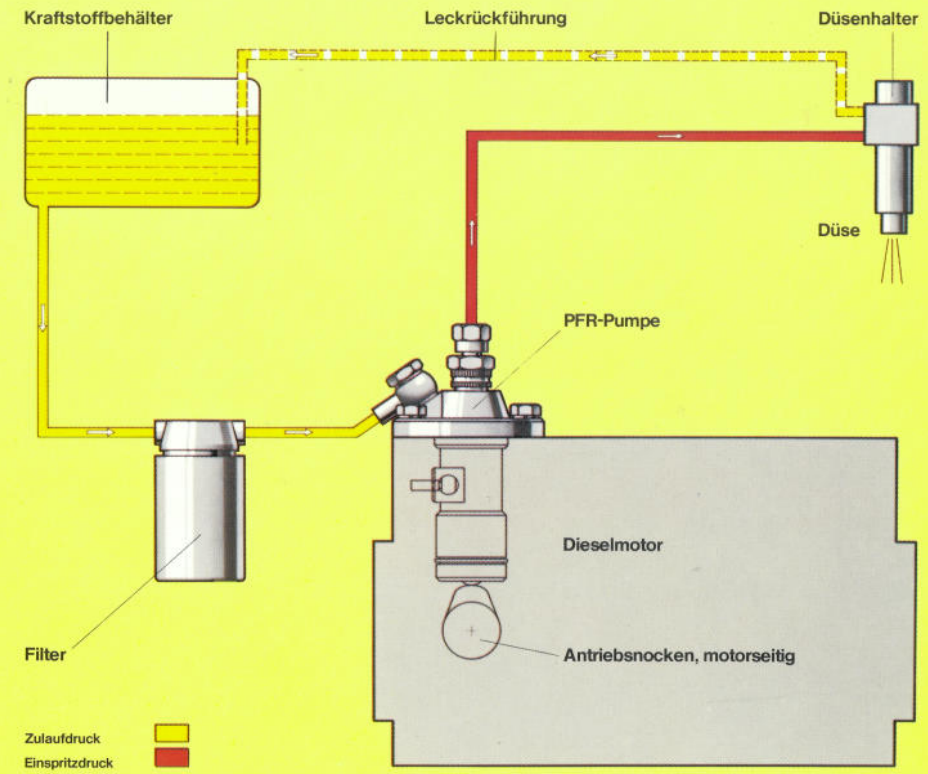 Kraftstoffbehälter
Leckrückführung
Düsenhalter
Düse
PFR-Pumpe
Dieselmotor
Filter
Antriebsnocken, motorseitig
Zulaufdruck
Einspritzdruck